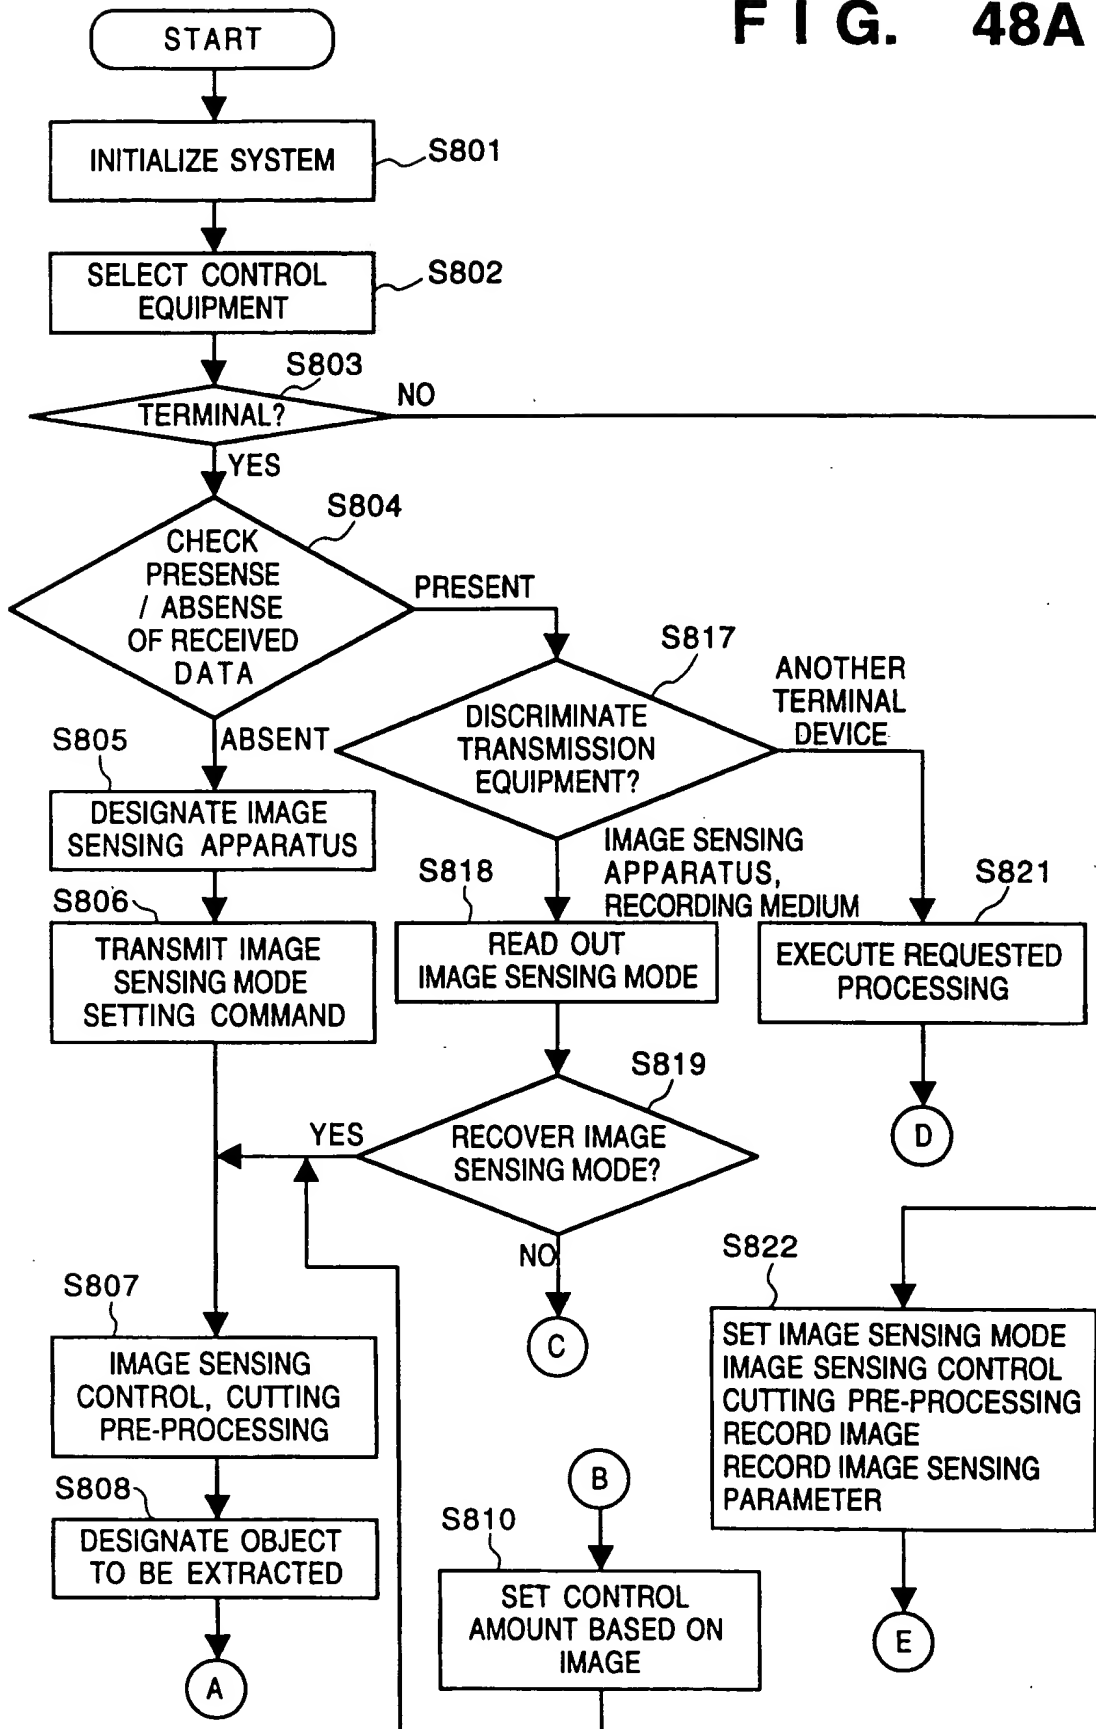 FIG. 48A
START
INITIALIZE SYSTEM
S801
SELECT CONTROL
EQUIPMENT
S802
S803
TERMINAL?
NO
YES
S804
CHECK
PRESENSE
/ ABSENSE
OF RECEIVED
DATA
PRESENT
ABSENT
S817
DISCRIMINATE
TRANSMISSION
EQUIPMENT?
ANOTHER
TERMINAL
DEVICE
S805
DESIGNATE IMAGE
SENSING APPARATUS
IMAGE SENSING
APPARATUS,
RECORDING MEDIUM
S806
TRANSMIT IMAGE
SENSING MODE
SETTING COMMAND
S818
READ OUT
IMAGE SENSING MODE
S821
EXECUTE REQUESTED
PROCESSING
D
S819
RECOVER IMAGE
SENSING MODE?
YES
NO
C
S807
IMAGE SENSING
CONTROL, CUTTING
PRE-PROCESSING
S808
DESIGNATE OBJECT
TO BE EXTRACTED
A
B
S810
SET CONTROL
AMOUNT BASED ON
IMAGE
S822
SET IMAGE SENSING MODE
IMAGE SENSING CONTROL
CUTTING PRE-PROCESSING
RECORD IMAGE
RECORD IMAGE SENSING
PARAMETER
E